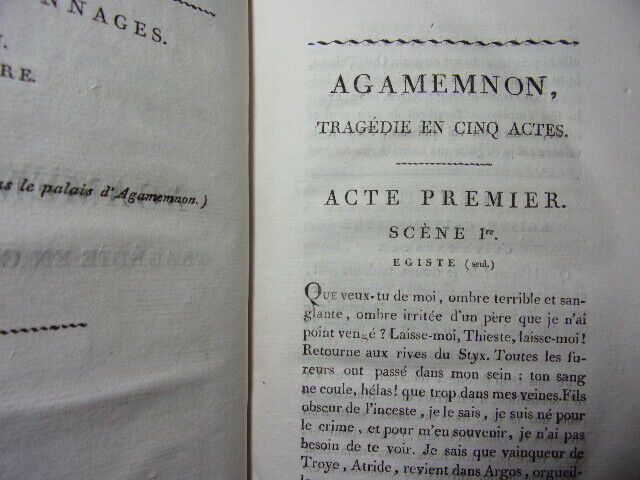 NNAGES.
N.
RE.
s le palais d'Agamemnon.)
AGAMEMNON,
TRAGÉDIE EN CINQ ACTES.
ACTE PREMIER.
SCÈNE Ire.
EGISTE (seul.)
QUE veux-tu de moi, ombre terrible et san-
glante, ombre irritée d'un père que je n'ai
point vengé ? Laisse-moi, Thieste, laisse-moi!
Retourne aux rives du Styx. Toutes les fu-
reurs ont passé dans mon sein : ton sang
ne coule, hélas! que trop dans mes veines. Fils
obscur de l'inceste, je le sais, je suis né pour
le crime, et pour m'en souvenir, je n'ai pas
besoin de te voir. Je sais que vainqueur de
Troye, Atride, revient dans Argos, orgueil-